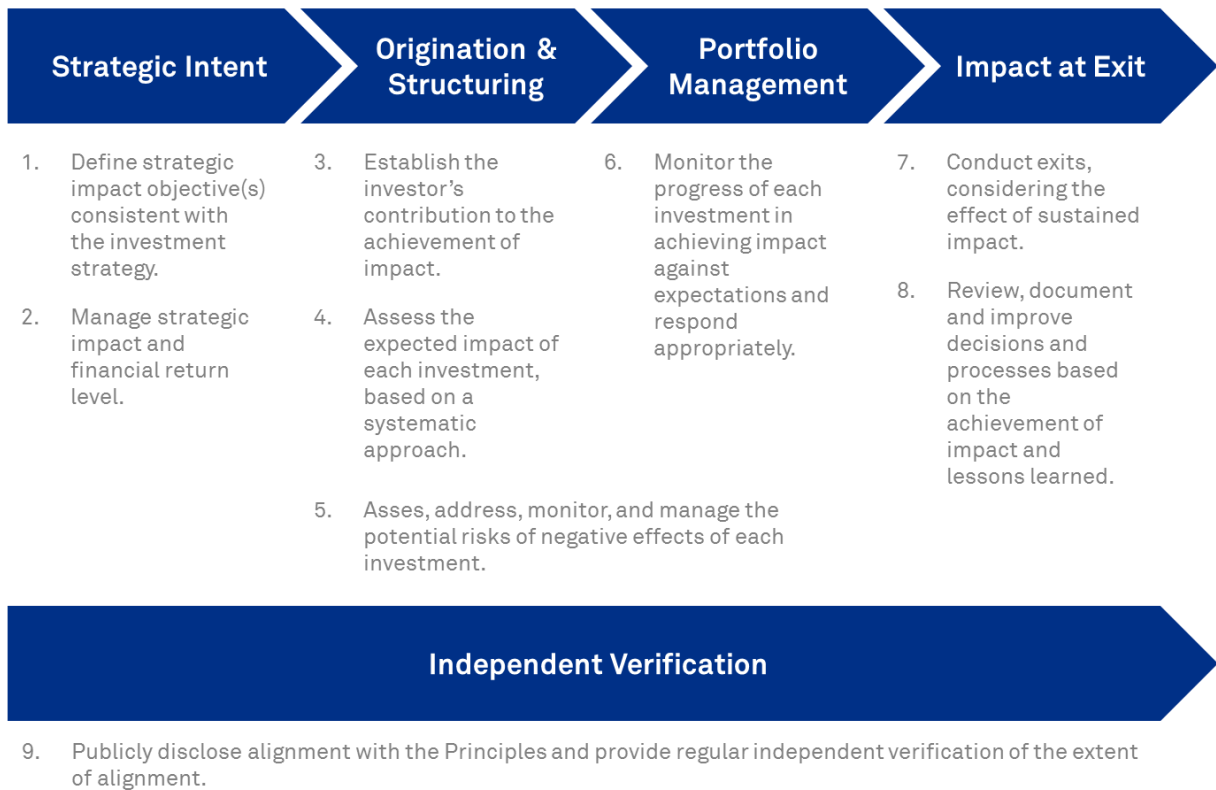 Strategic Intent
Origination &
Structuring
Portfolio
Management
Impact at Exit
1. Define strategic
impact objective(s)
consistent with
the investment
strategy.
2. Manage strategic
impact and
financial return
level.
3. Establish the
investor's
contribution to the
achievement of
impact.
4. Assess the
expected impact of
each investment,
based on a
systematic
approach.
5. Asses, address, monitor, and manage the
potential risks of negative effects of each
investment.
6. Monitor the
progress of each
investment in
achieving impact
against
expectations and
respond
appropriately.
7. Conduct exits,
considering the
effect of sustained
impact.
8. Review, document
and improve
decisions and
processes based
on the
achievement of
impact and
lessons learned.
Independent Verification
9. Publicly disclose alignment with the Principles and provide regular independent verification of the extent
of alignment.